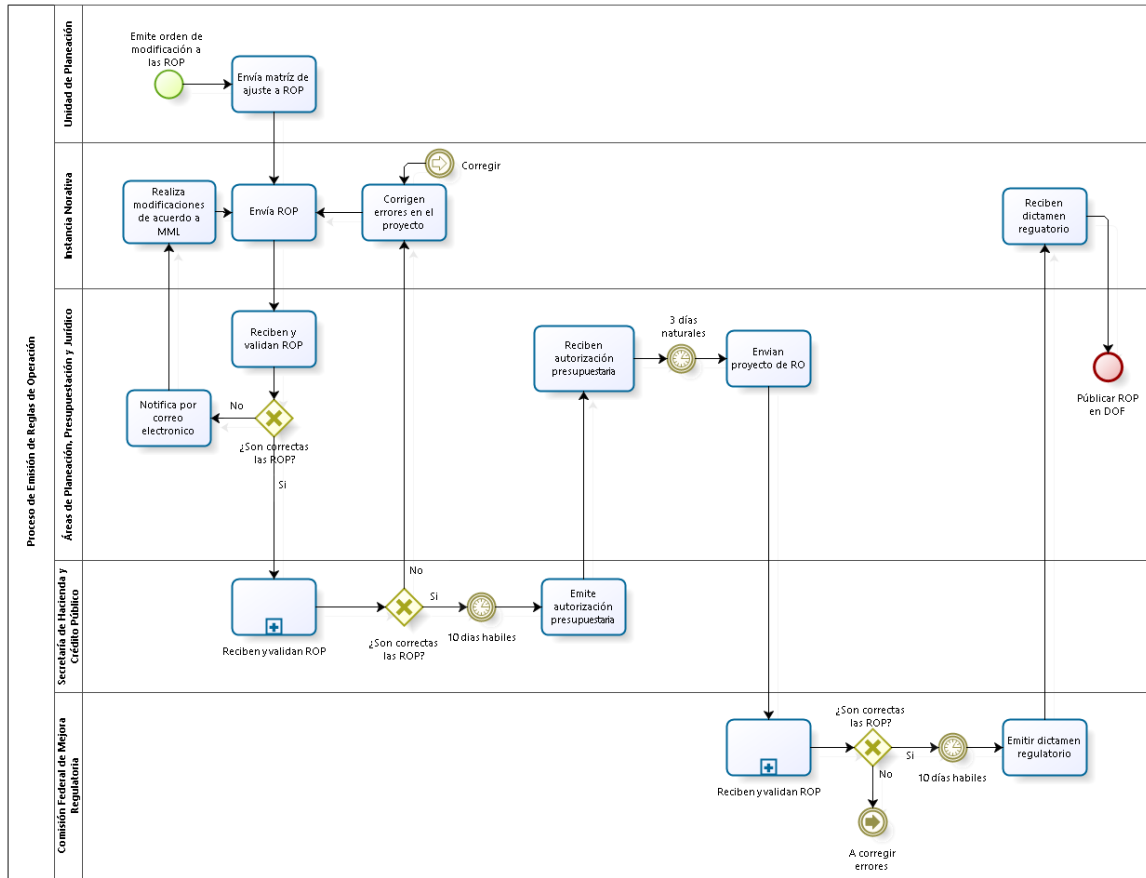 Proceso de Emisión de Reglas de Operación
Unidad de Planeación
Emite orden de
modificación a
las ROP
Envía matríz de
ajuste a ROP
Instancia Norativa
Realiza
modificaciones
de acuerdo a
MML
Envía ROP
Corrigen
errores en el
proyecto
Corregir
Reciben
dictamen
reguatorio
Áreas de Planeación, Presupuestación y Jurídico
Reciben y
validan ROP
Notifica por
correo
electronico
No
¿Son correctas
las ROP?
Si
Reciben
autorización
presupuestaria
3 días
naturales
Envian
proyecto de RO
Públicar ROP
en DOF
Secretaría de Hacienda y
Crédito Público
Reciben y validan ROP
No
Si
¿Son correctas
las ROP?
10 dias habiles
Emite
autorización
presupuestaria
Comisión Federal de Mejora
Regulatoria
Reciben y validan ROP
¿Son correctas
las ROP?
Si
No
10 días habiles
Emitir dictamen
regulatorio
A corregir
errores